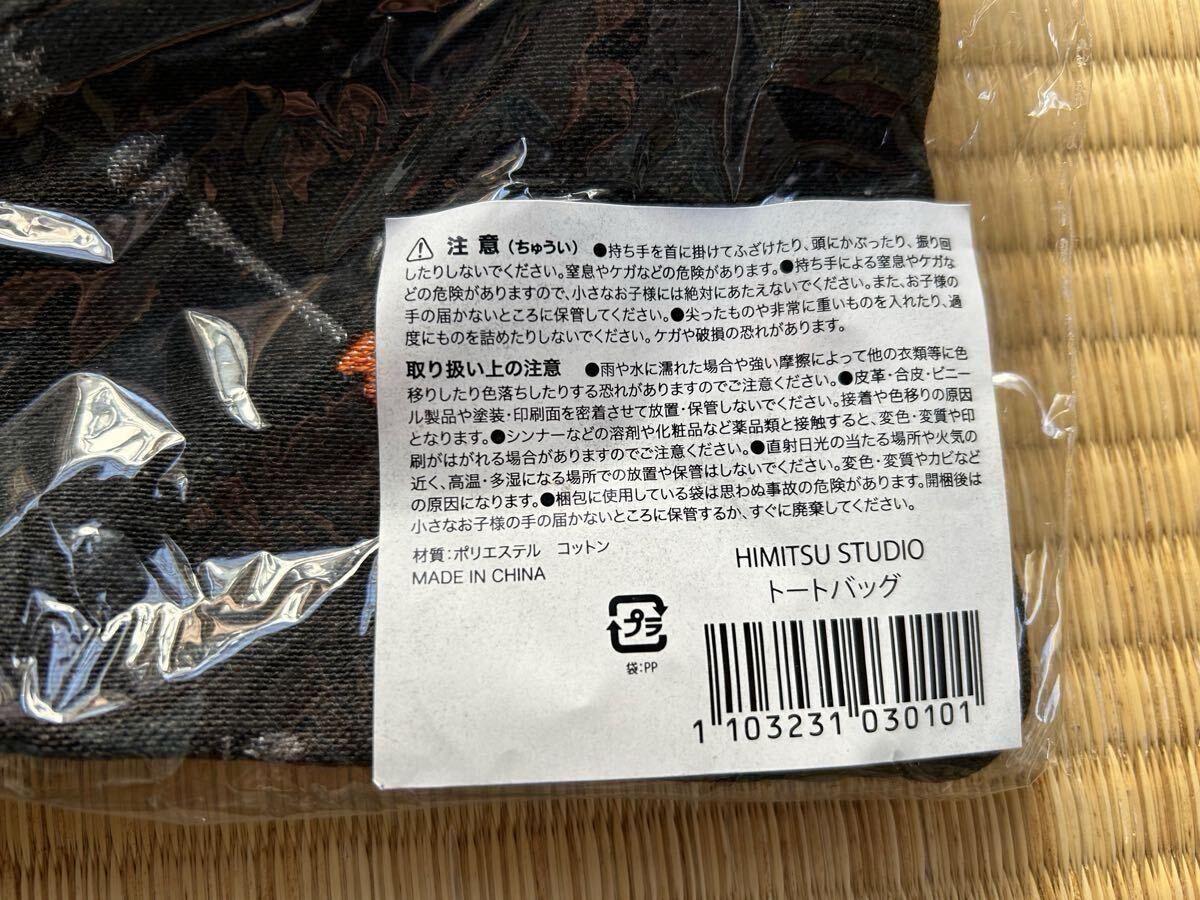 注意(ちゅうい) ●持ち手を首に掛けてふざけたり、頭にかぶったり、振り回
したりしないでください。窒息やケガなどの危険があります。●持ち手による窒息やケガな
どの危険がありますので、小さなお子様には絶対にあたえないでください。また、お子様の
手の届かないところに保管してください。●尖ったものや非常に重いものを入れたり、過
度にものを詰めたりしないでください。ケガや破損の恐れがあります。
取り扱い上の注意 ●雨や水に濡れた場合や強い摩擦によって他の衣類等に色
移りしたり色落ちしたりする恐れがありますのでご注意ください。●皮革・合皮・ビニー
ル製品や塗装・印刷面を密着させて放置・保管しないでください。接着や色移りの原因
となります。●シンナーなどの溶剤や化粧品など薬品類と接触すると、変色・変質や印
刷がはがれる場合がありますのでご注意ください。●直射日光の当たる場所や火気の
近く、高温・多湿になる場所での放置や保管はしないでください。変色・変質やカビなど
の原因になります。●梱包に使用している袋は思わぬ事故の危険があります。開梱後は
小さなお子様の手の届かないところに保管するか、すぐに廃棄してください。
材質:ポリエステル コットン
MADE IN CHINA
HIMITSU STUDIO
トートバッグ
プラ
袋:PP
1 103231 030101